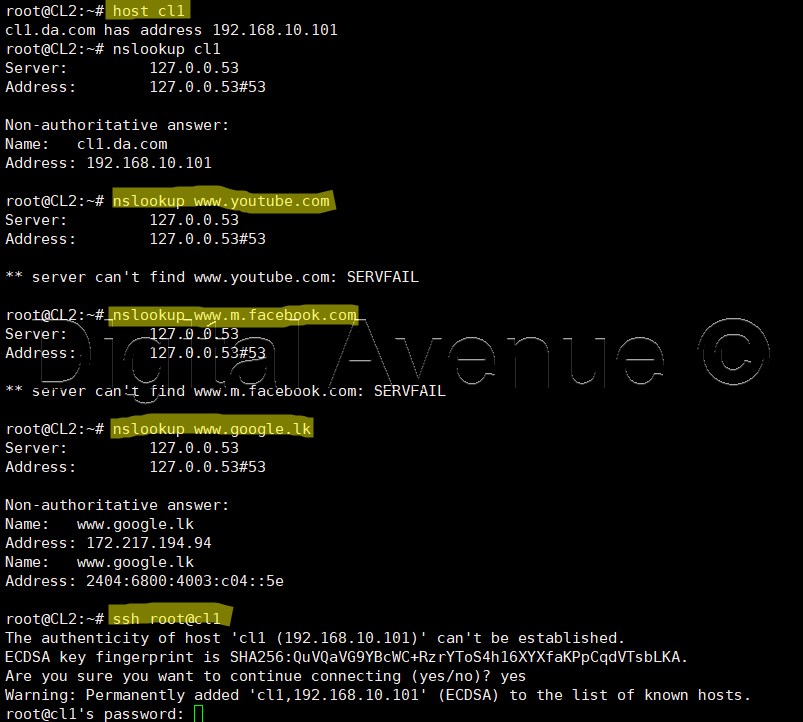 root@CL2:~# host cl1
cl1.da.com has address 192.168.10.101
root@CL2:~# nslookup cl1
Server:         127.0.0.53
Address:        127.0.0.53#53

Non-authoritative answer:
Name:   cl1.da.com
Address: 192.168.10.101

root@CL2:~# nslookup www.youtube.com
Server:         127.0.0.53
Address:        127.0.0.53#53

** server can't find www.youtube.com: SERVFAIL

root@CL2:~# nslookup www.m.facebook.com
Server:         127.0.0.53
Address:        127.0.0.53#53
Digital Avenue ©

** server can't find www.m.facebook.com: SERVFAIL

root@CL2:~# nslookup www.google.lk
Server:         127.0.0.53
Address:        127.0.0.53#53

Non-authoritative answer:
Name:   www.google.lk
Address: 172.217.194.94
Name:   www.google.lk
Address: 2404:6800:4003:c04::5e

root@CL2:~# ssh root@cl1
The authenticity of host 'cl1 (192.168.10.101)' can't be established.
ECDSA key fingerprint is SHA256:QuVQaVG9YBcWC+RzrYToS4h16XYXfaKPpCqdVTsbLKA.
Are you sure you want to continue connecting (yes/no)? yes
Warning: Permanently added 'cl1,192.168.10.101' (ECDSA) to the list of known hosts.
root@cl1's password: